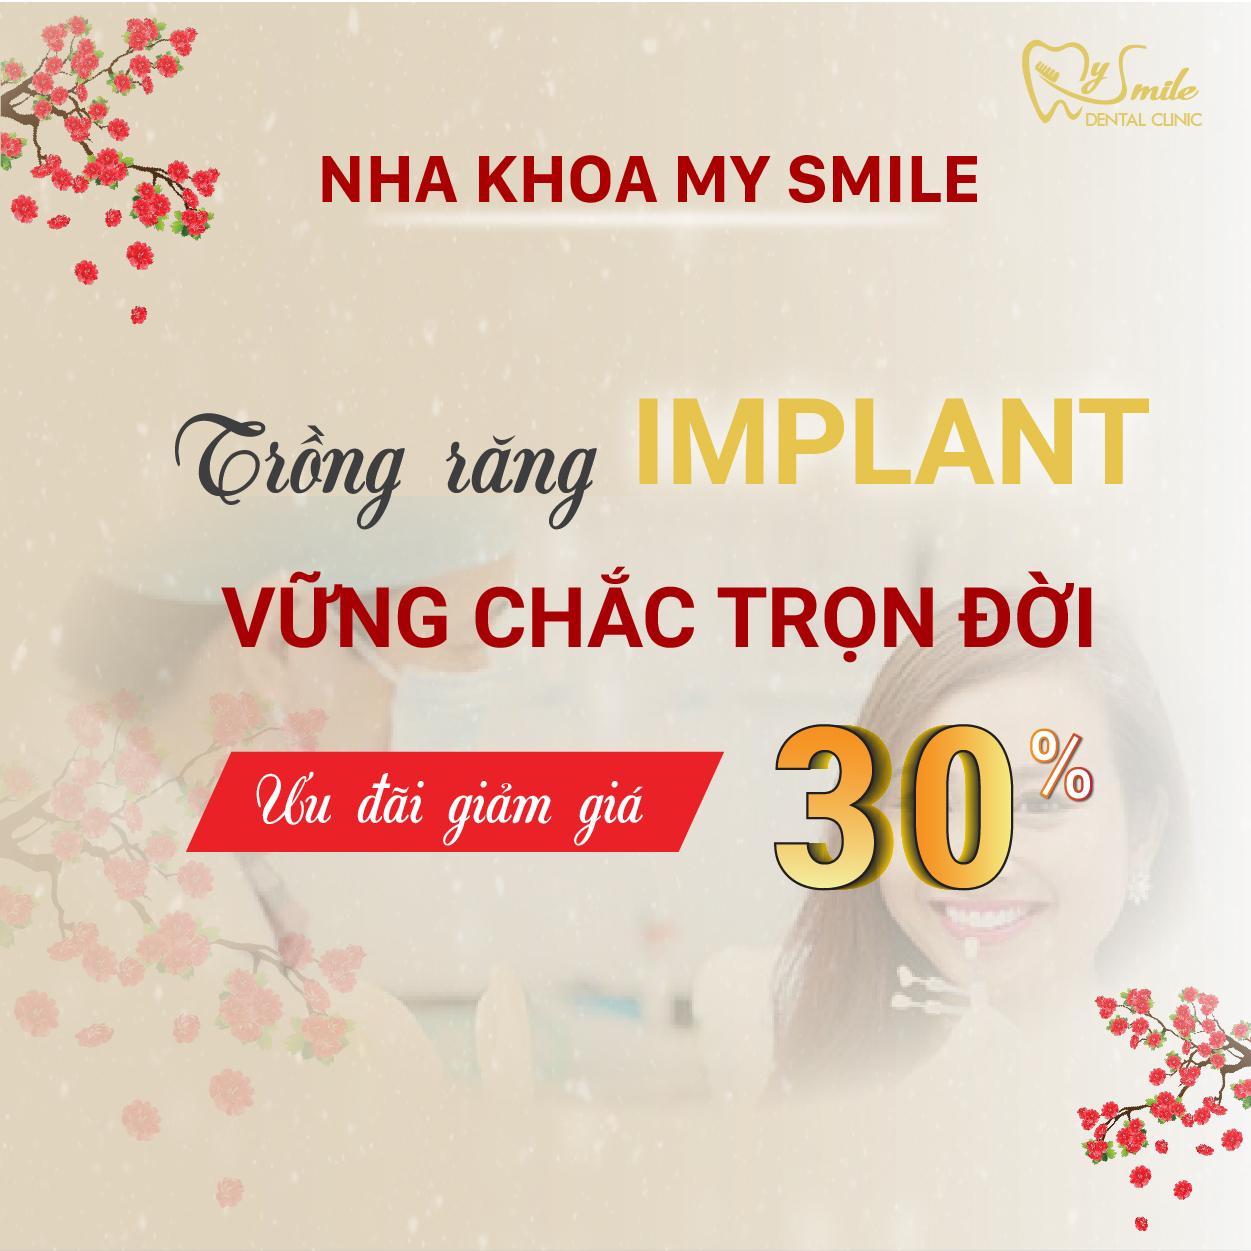 My Smile
DENTAL CLINIC
NHA KHOA MY SMILE
Trồng răng IMPLANT
VỮNG CHẮC TRỌN ĐỜI
Ưu đãi giảm giá 30%